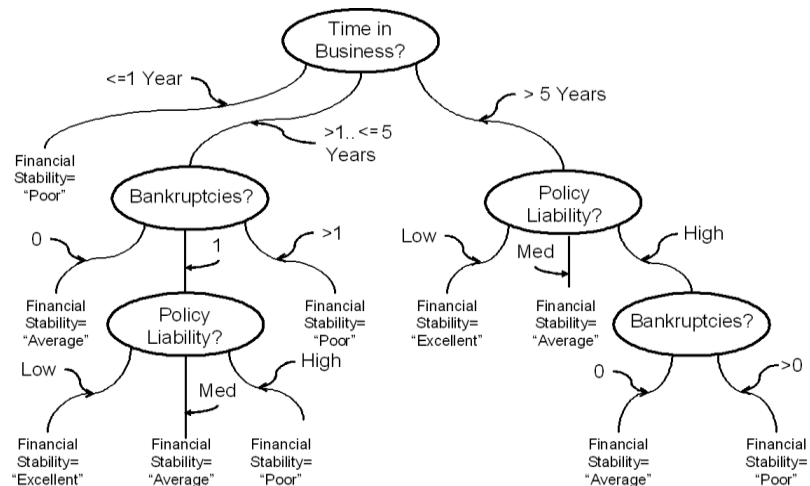 Time in
Business?
<=1 Year
> 5 Years
>1..<=5
Years
Financial
Stability=
"Poor"
Bankruptcies?
Policy
Liability?
0
1
>1
Low
Med
High
Financial
Stability=
"Average"
Policy
Liability?
Financial
Stability=
"Poor"
Financial
Stability=
"Excellent"
Financial
Stability=
"Average"
Bankruptcies?
Low
Med
High
0
>0
Financial
Stability=
"Excellent"
Financial
Stability=
"Average"
Financial
Stability=
"Poor"
Financial
Stability=
"Average"
Financial
Stability=
"Poor"